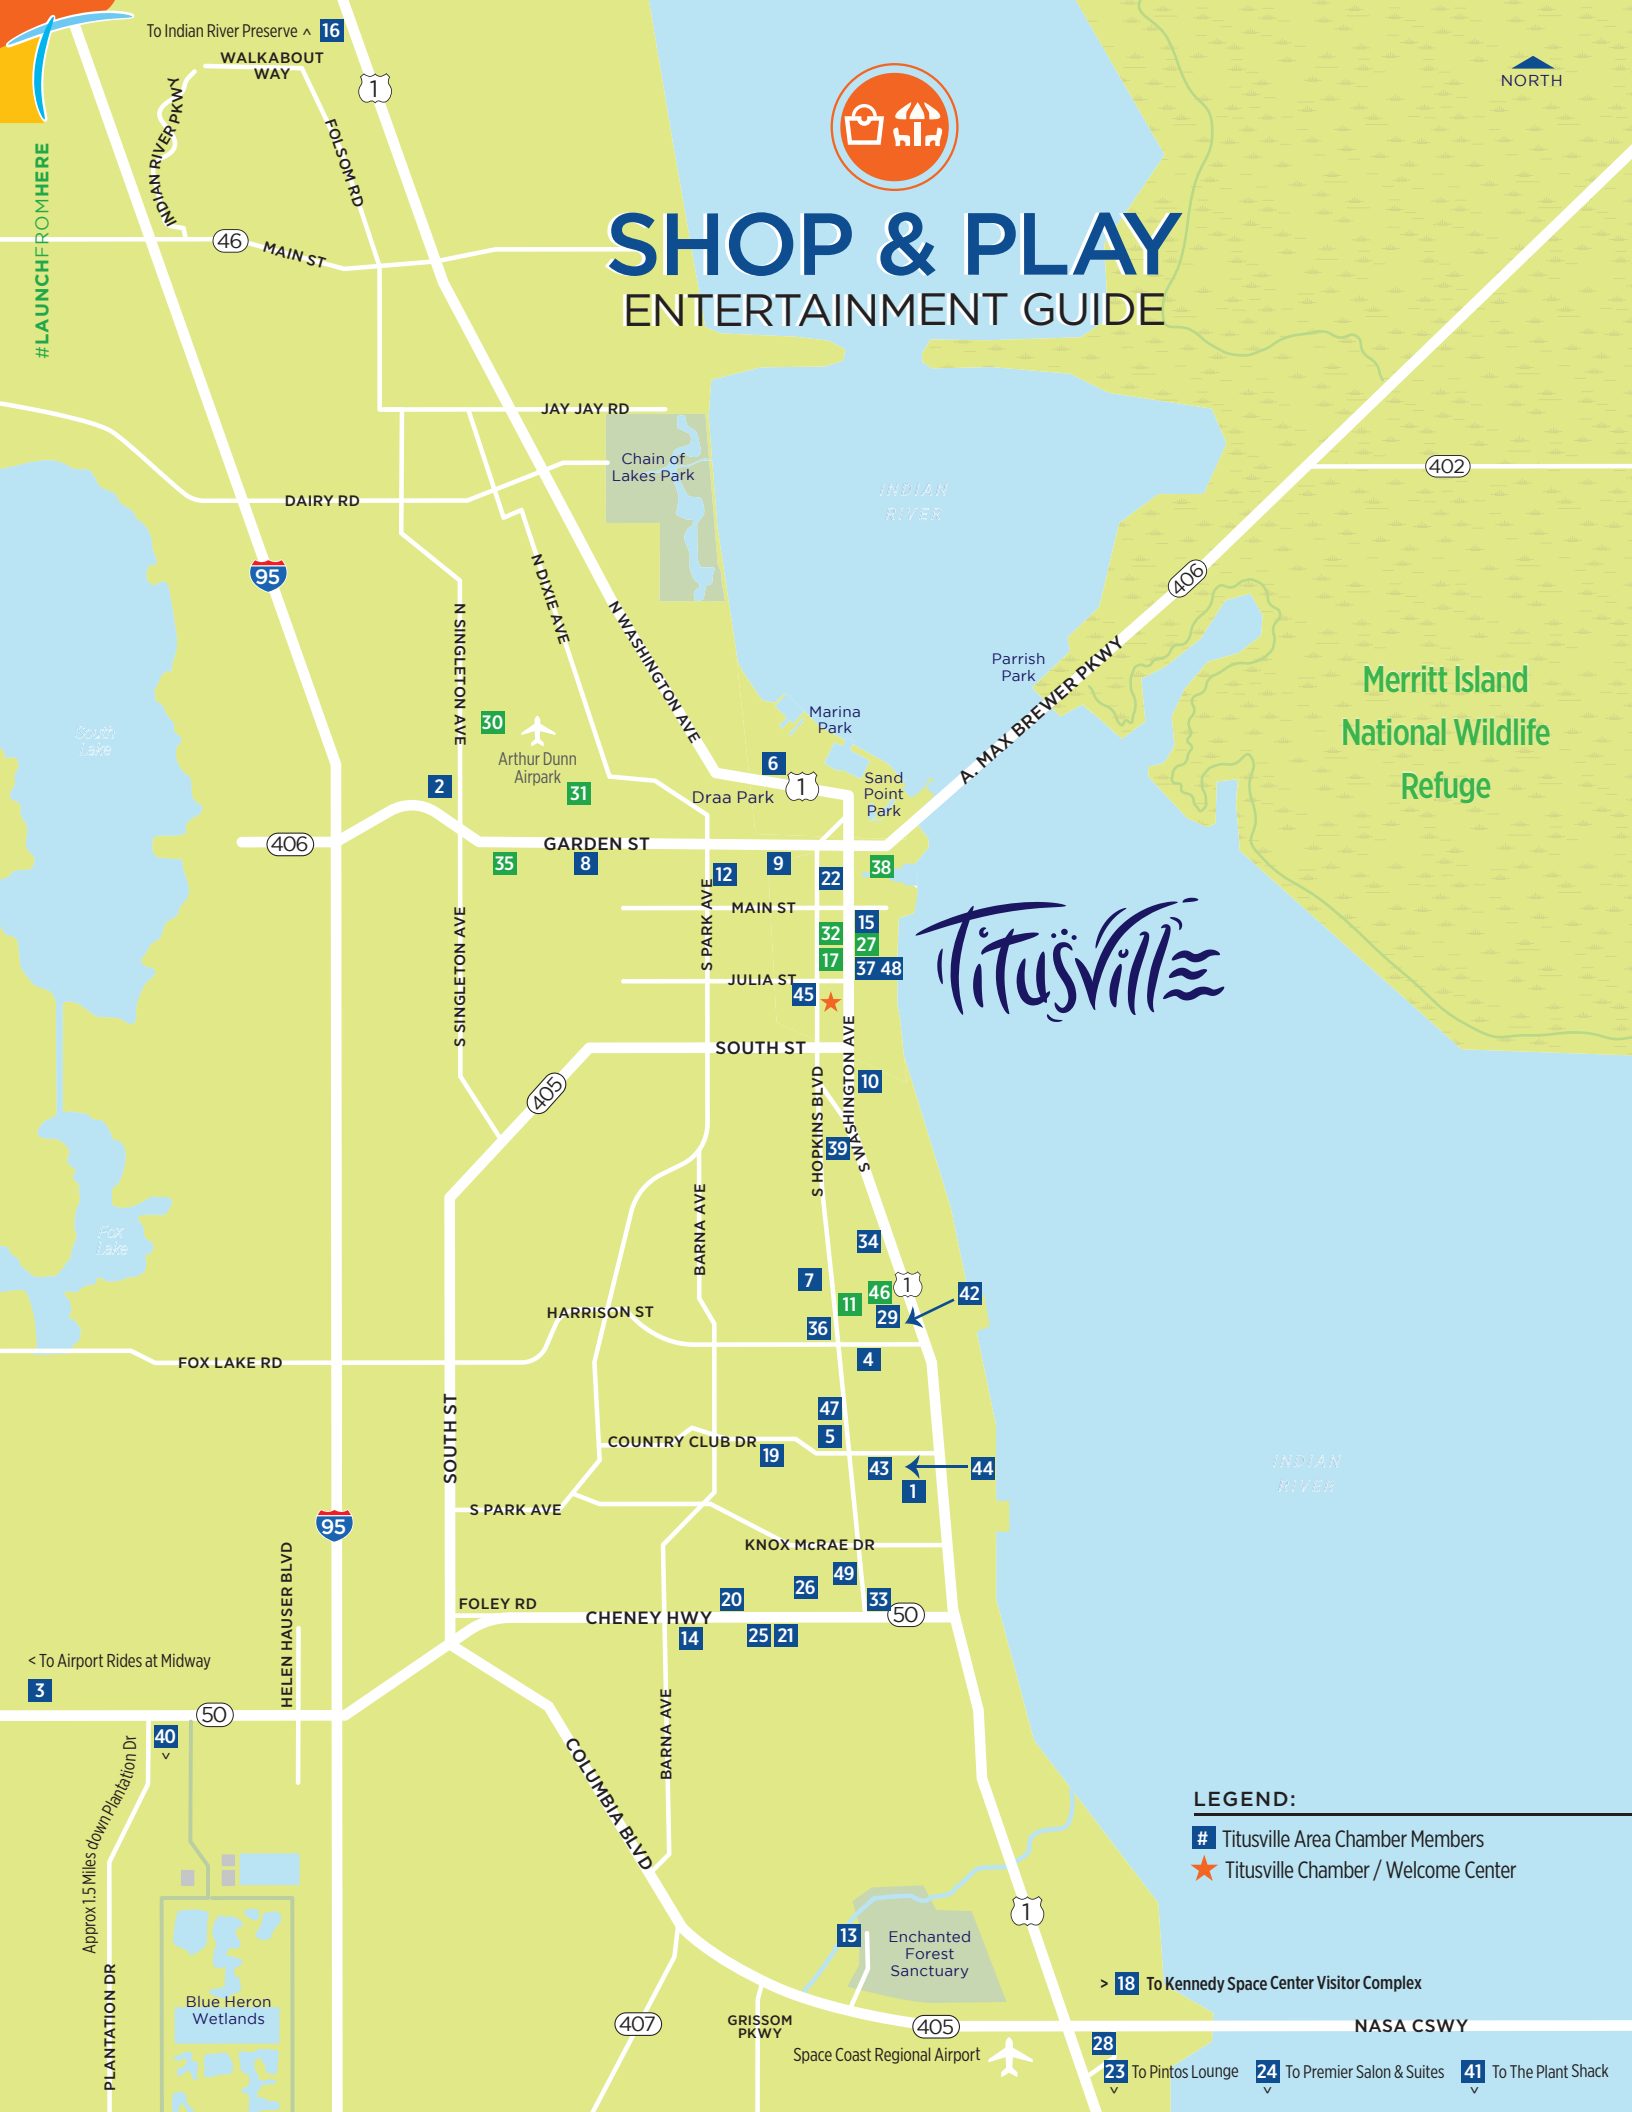 To Indian River Preserve ^ 16
WALKABOUT
WAY
1
NORTH
INDIAN RIVER PKWY
FOLSOM RD
#LAUNCHFROMHERE
SHOP & PLAY
ENTERTAINMENT GUIDE
46
MAIN ST
JAY JAY RD
Chain of
Lakes Park
402
INDIAN
RIVER
DAIRY RD
95
406
N DIXIE AVE
N SINGLETON AVE
N WASHINGTON AVE
A. MAX BREWER PKWY
Parrish
Park
Merritt Island
National Wildlife
Refuge
South
Lake
30
Marina
Park
Arthur Dunn
Airpark
6
2
31
1
Draa Park
Sand
Point
Park
406
GARDEN ST
35
8
12
9
22
38
S PARK AVE
MAIN ST
15
32
27
17
37 48
Titusville
S SINGLETON AVE
JULIA ST
45
SOUTH ST
S WASHINGTON AVE
405
10
S HOPKINS BLVD
39
BARNA AVE
Fox
Lake
34
7
46
1
42
11
29
HARRISON ST
36
FOX LAKE RD
4
SOUTH ST
47
5
COUNTRY CLUB DR
19
43
44
1
INDIAN
RIVER
S PARK AVE
95
KNOX McRAE DR
HELEN HAUSER BLVD
49
26
20
33
FOLEY RD
CHENEY HWY
50
14
25 21
< To Airport Rides at Midway
3
50
40
v
BARNA AVE
COLUMBIA BLVD
Approx 1.5 Miles down Plantation Dr
LEGEND:
# Titusville Area Chamber Members
Titusville Chamber / Welcome Center
1
13
Enchanted
Forest
Sanctuary
PLANTATION DR
Blue Heron
Wetlands
> 18 To Kennedy Space Center Visitor Complex
407
GRISSOM
PKWY
405
NASA CSWY
Space Coast Regional Airport
28
23 To Pintos Lounge 24 To Premier Salon & Suites 41 To The Plant Shack
v v v